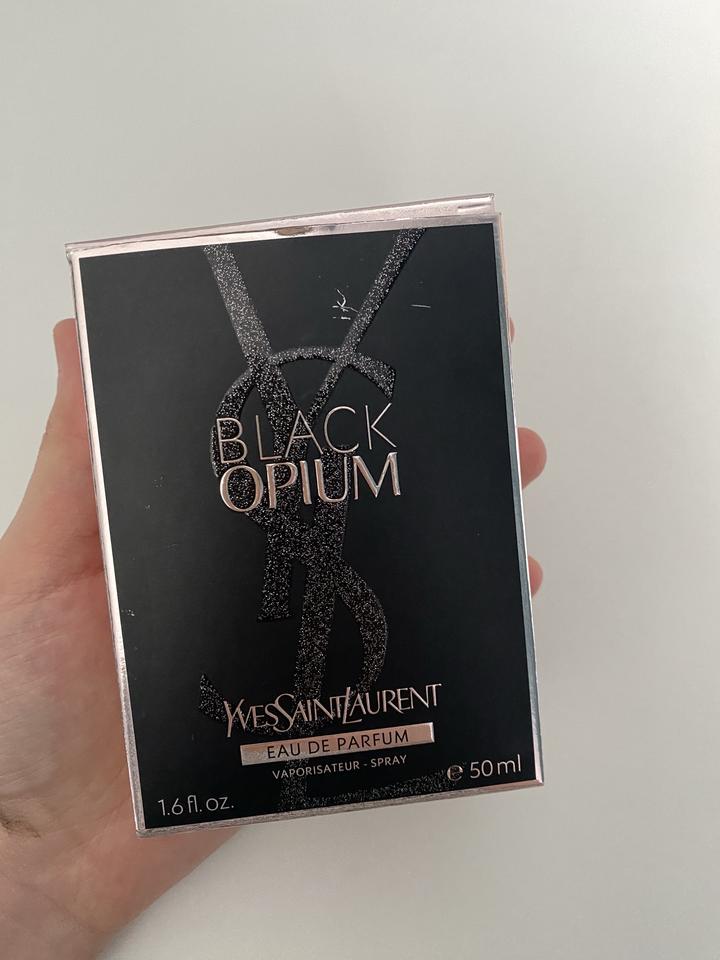 BLACK
OPIUM
YVESSAINTLAURENT
EAU DE PARFUM
VAPORISATEUR - SPRAY
℮ 50 ml
1.6 fl. oz.